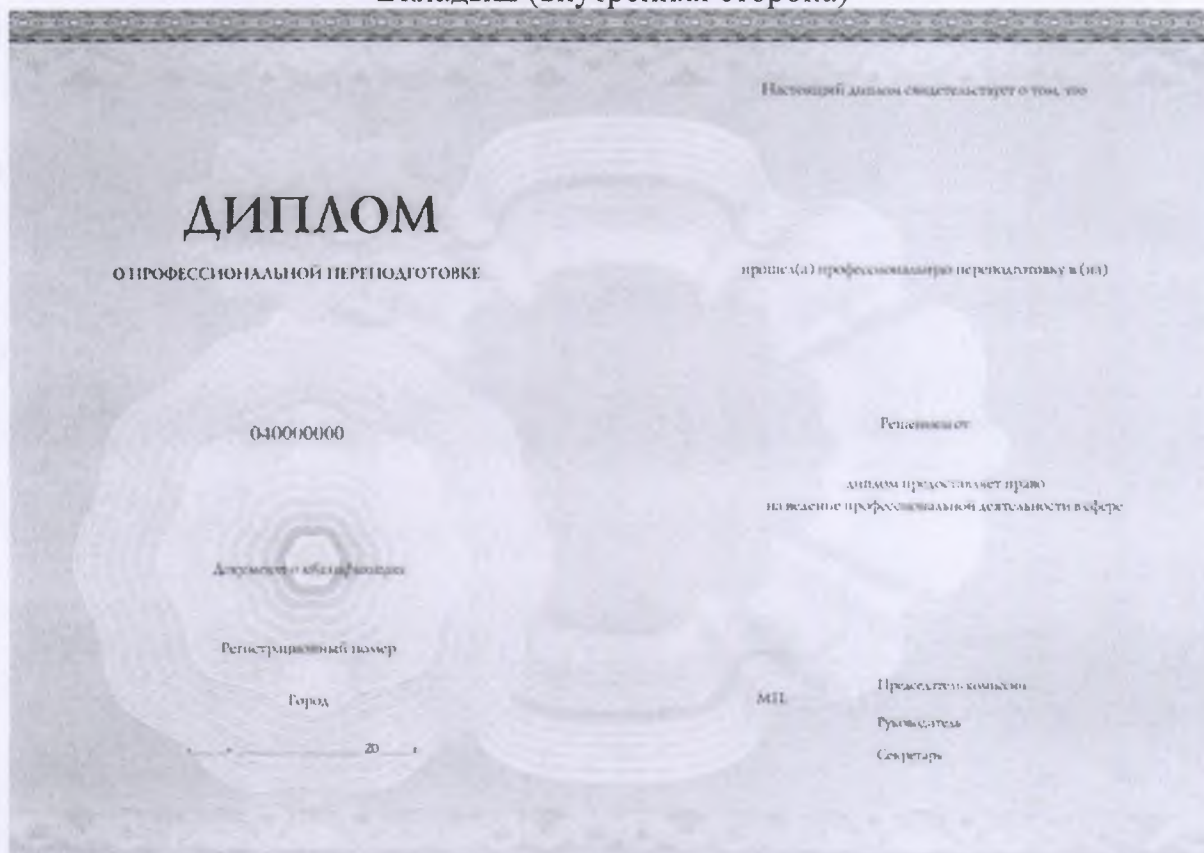 Вкладыш (внутренняя сторона)
ДИПЛОМ
О ПРОФЕССИОНАЛЬНОЙ ПЕРЕПОДГОТОВКЕ
040000000
Документ о квалификации
Регистрационный номер
Город
« » 20 г
Настоящий диплом свидетельствует о том, что
прошел(а) профессиональную переподготовку в (на)
Решением от
диплом предоставляет право
на ведение профессиональной деятельности в сфере
М.П.
Председатель комиссии
Руководитель
Секретарь